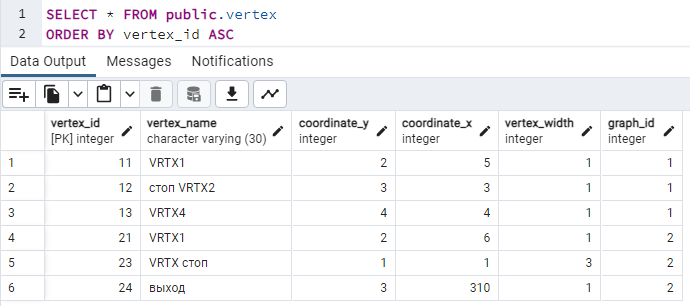 1 SELECT * FROM public.vertex
2 ORDER BY vertex_id ASC
Data Output Messages Notifications
vertex_id vertex_name coordinate_y coordinate_x vertex_width graph_id
[PK] integer character varying (30) integer integer integer integer
1 11 VRTX1 2 5 1 1
2 12 стоп VRTX2 3 3 1 1
3 13 VRTX4 4 4 1 1
4 21 VRTX1 2 6 1 2
5 23 VRTX стоп 1 1 3 2
6 24 выход 3 310 1 2